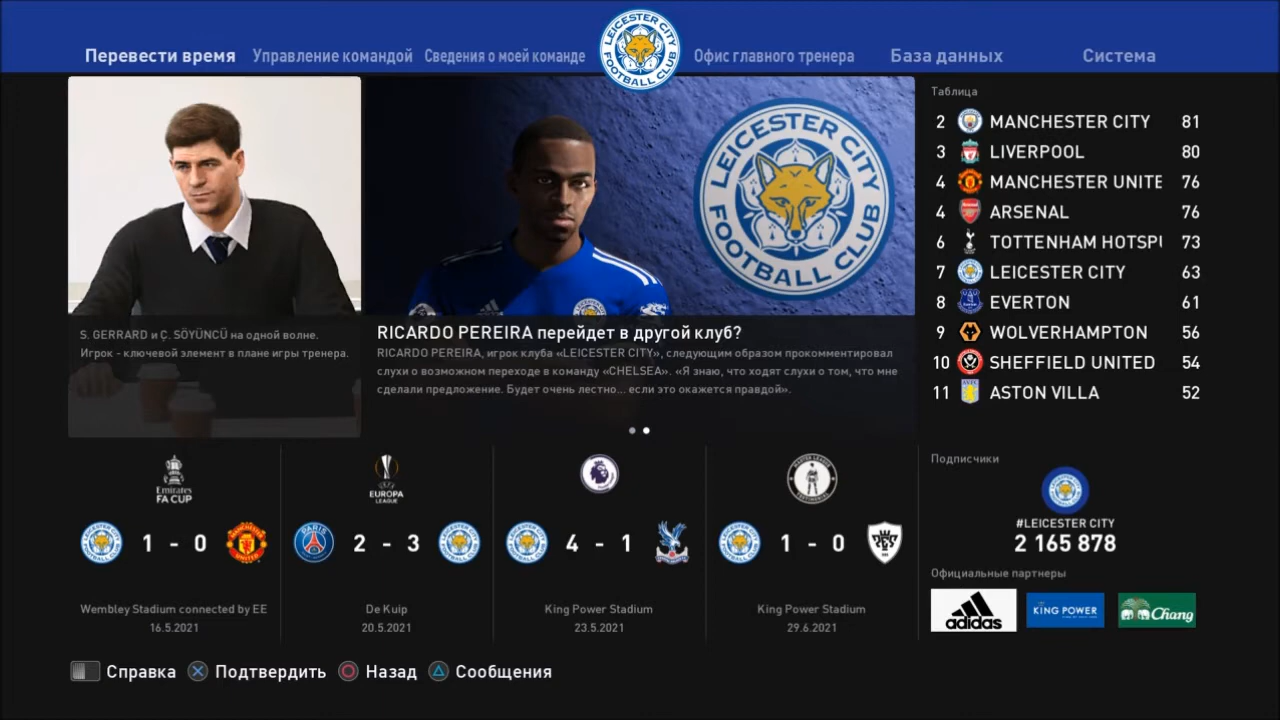 Перевести время
Управление командой
Сведения о моей команде
LEICESTER CITY
FOOTBALL CLUB
Офис главного тренера
База данных
Система
S. GERRARD и Ç. SÖYÜNCÜ на одной волне.
Игрок - ключевой элемент в плане игры тренера.
LEICESTER CITY
FOOTBALL CLUB
RICARDO PEREIRA перейдет в другой клуб?
RICARDO PEREIRA, игрок клуба «LEICESTER CITY», следующим образом прокомментировал
слухи о возможном переходе в команду «CHELSEA». «Я знаю, что ходят слухи о том, что мне
сделали предложение. Будет очень лестно... если это окажется правдой».
Таблица
2 MANCHESTER CITY 81
3 LIVERPOOL 80
4 MANCHESTER UNITE 76
4 ARSENAL 76
6 TOTTENHAM HOTSPU 73
7 LEICESTER CITY 63
8 EVERTON 61
9 WOLVERHAMPTON 56
10 SHEFFIELD UNITED 54
11 ASTON VILLA 52
Emirates
FA CUP
1 - 0
Wembley Stadium connected by EE
16.5.2021
EUROPA
LEAGUE
PARIS
2 - 3
De Kuip
20.5.2021
4 - 1
King Power Stadium
23.5.2021
1 - 0
King Power Stadium
29.6.2021
Подписчики
#LEICESTER CITY
2 165 878
Официальные партнеры
adidas
KING POWER
Chang
Справка
Подтвердить
Назад
Сообщения